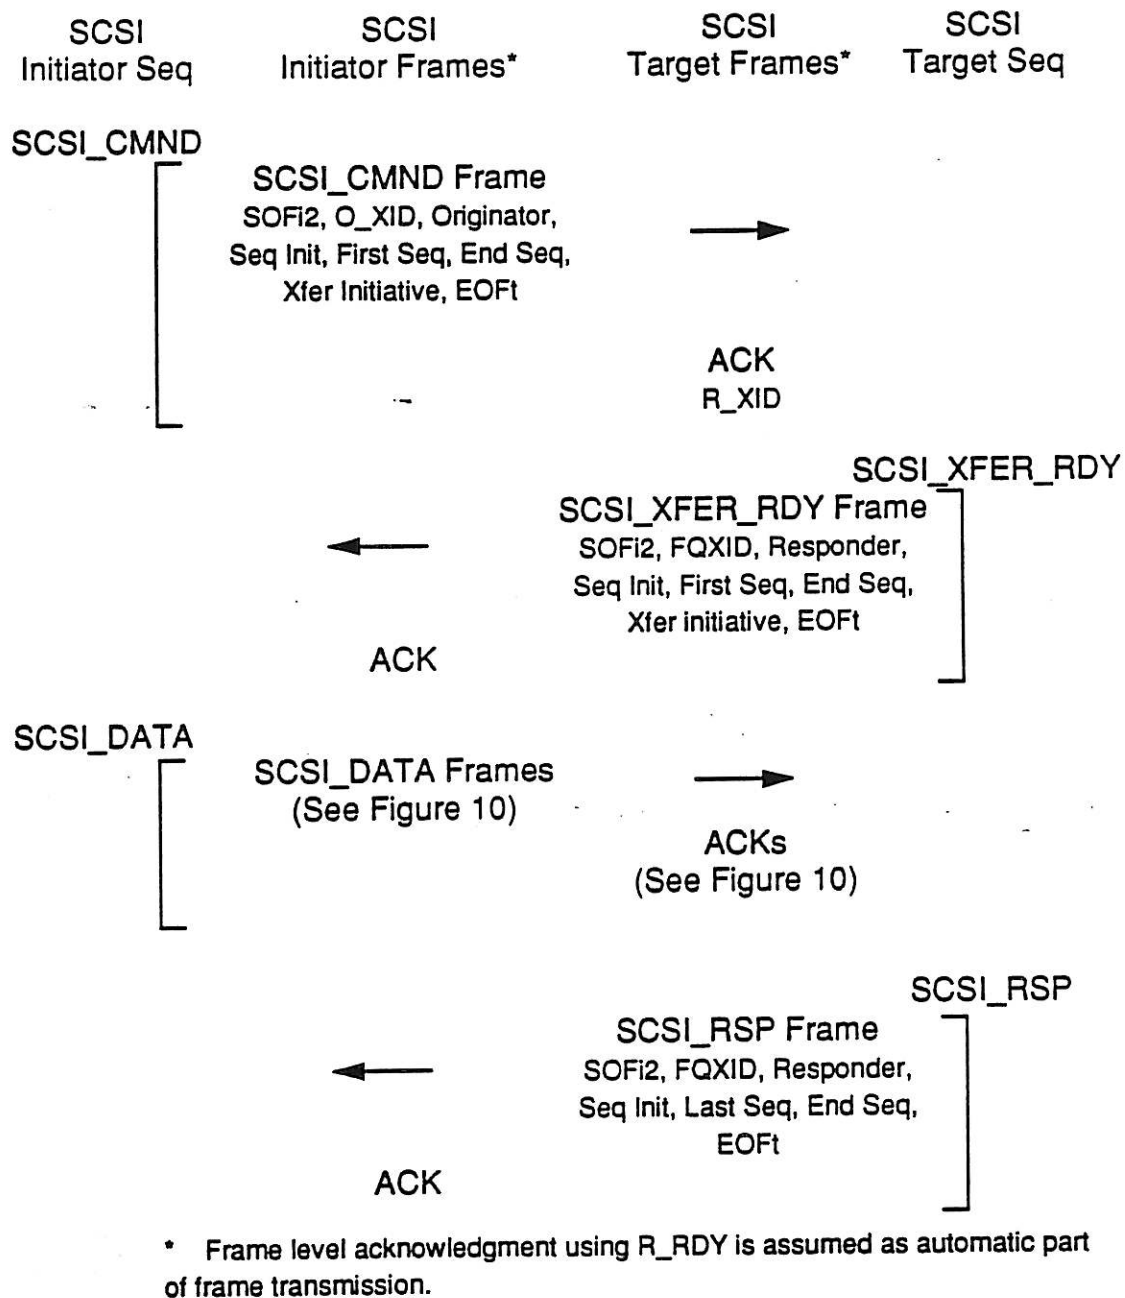 SCSI
Initiator Seq
SCSI
Initiator Frames*
SCSI
Target Frames*
SCSI
Target Seq
SCSI_CMND
SCSI_CMND Frame
SOFi2, O_XID, Originator,
Seq Init, First Seq, End Seq,
Xfer Initiative, EOFt
ACK
R_XID
SCSI_XFER_RDY
SCSI_XFER_RDY Frame
SOFi2, FQXID, Responder,
Seq Init, First Seq, End Seq,
Xfer initiative, EOFt
ACK
SCSI_DATA
SCSI_DATA Frames
(See Figure 10)
ACKs
(See Figure 10)
SCSI_RSP
SCSI_RSP Frame
SOFi2, FQXID, Responder,
Seq Init, Last Seq, End Seq,
EOFt
ACK
* Frame level acknowledgment using R_RDY is assumed as automatic part
of frame transmission.